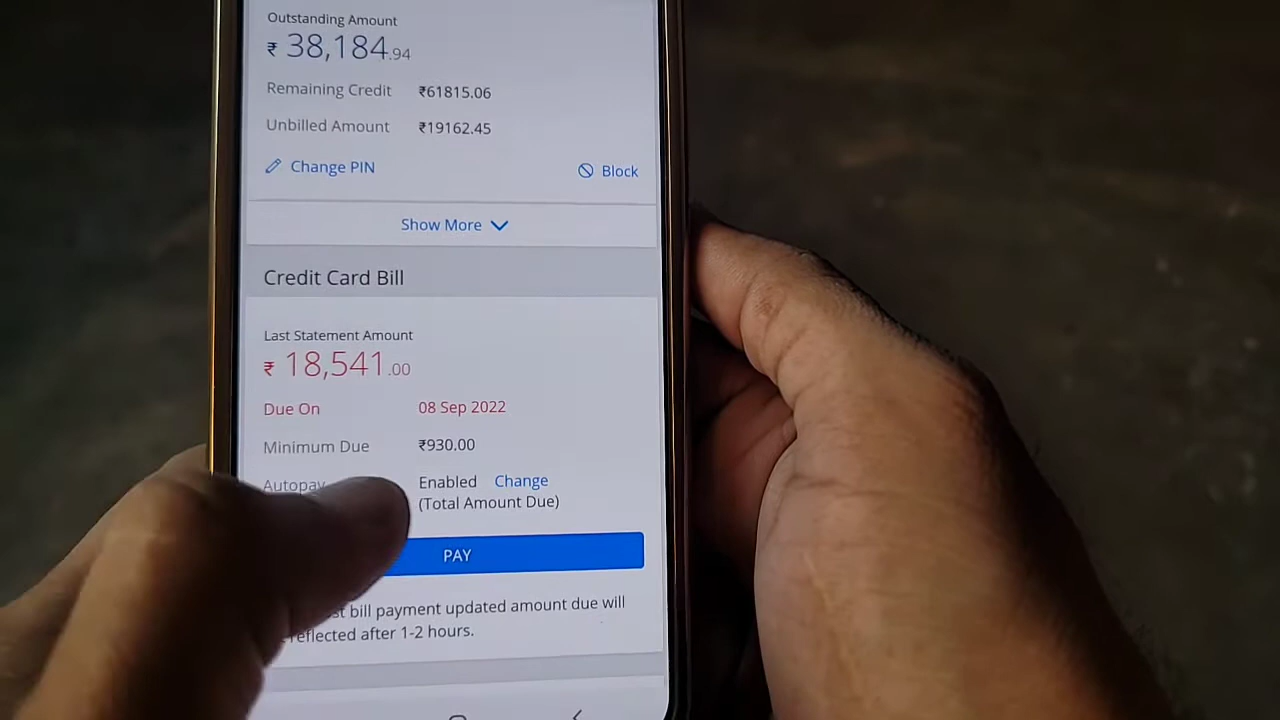 Outstanding Amount
₹ 38,184.94
Remaining Credit ₹61815.06
Unbilled Amount ₹19162.45
Change PIN Block
Show More
Credit Card Bill
Last Statement Amount
₹ 18,541.00
Due On 08 Sep 2022
Minimum Due ₹930.00
Autopay Enabled Change
(Total Amount Due)
PAY
bill payment updated amount due will
reflected after 1-2 hours.